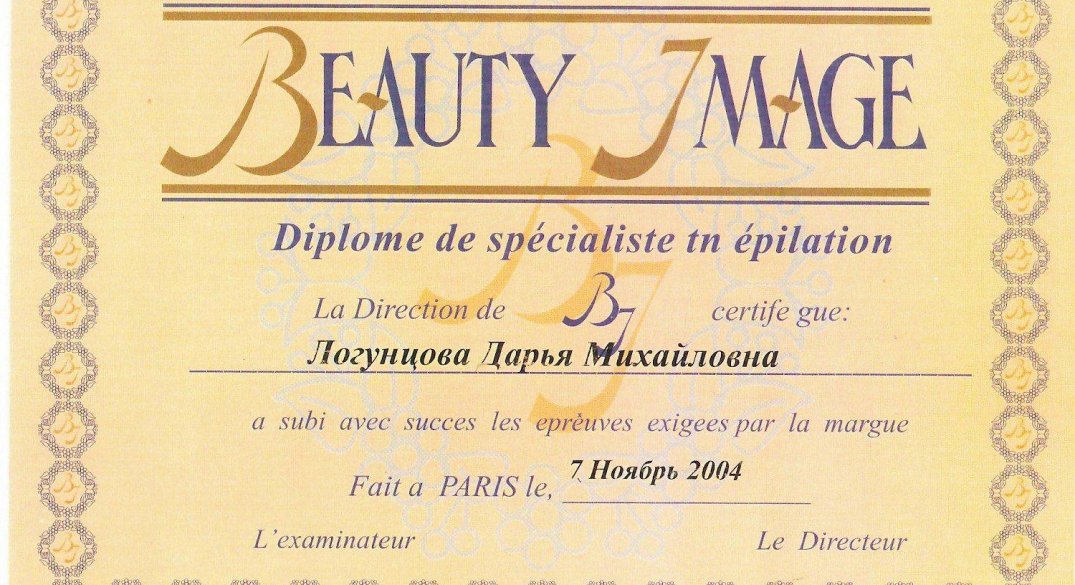 BEAUTY IMAGE
Diplome de spécialiste tn épilation
La Direction de BJ certife gue:
Логунцова Дарья Михайловна
a subi avec succes les eprèuves exigees par la margue
Fait a PARIS le, 7 Ноябрь 2004
L'examinateur Le Directeur